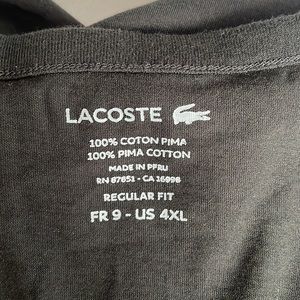 LACOSTE
100% COTON PIMA
100% PIMA COTTON
MADE IN PERU
RN 87651 - CA 16998
REGULAR FIT
FR 9 - US 4XL